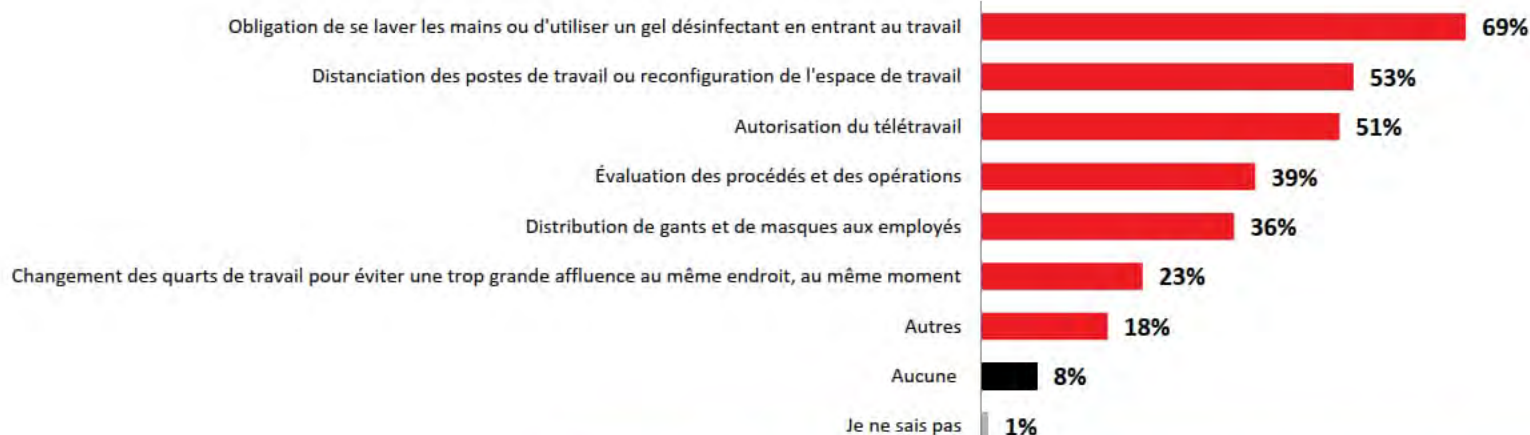 Obligation de se laver les mains ou d'utiliser un gel désinfectant en entrant au travail 69%
Distanciation des postes de travail ou reconfiguration de l'espace de travail 53%
Autorisation du télétravail 51%
Évaluation des procédés et des opérations 39%
Distribution de gants et de masques aux employés 36%
Changement des quarts de travail pour éviter une trop grande affluence au même endroit, au même moment 23%
Autres 18%
Aucune 8%
Je ne sais pas 1%